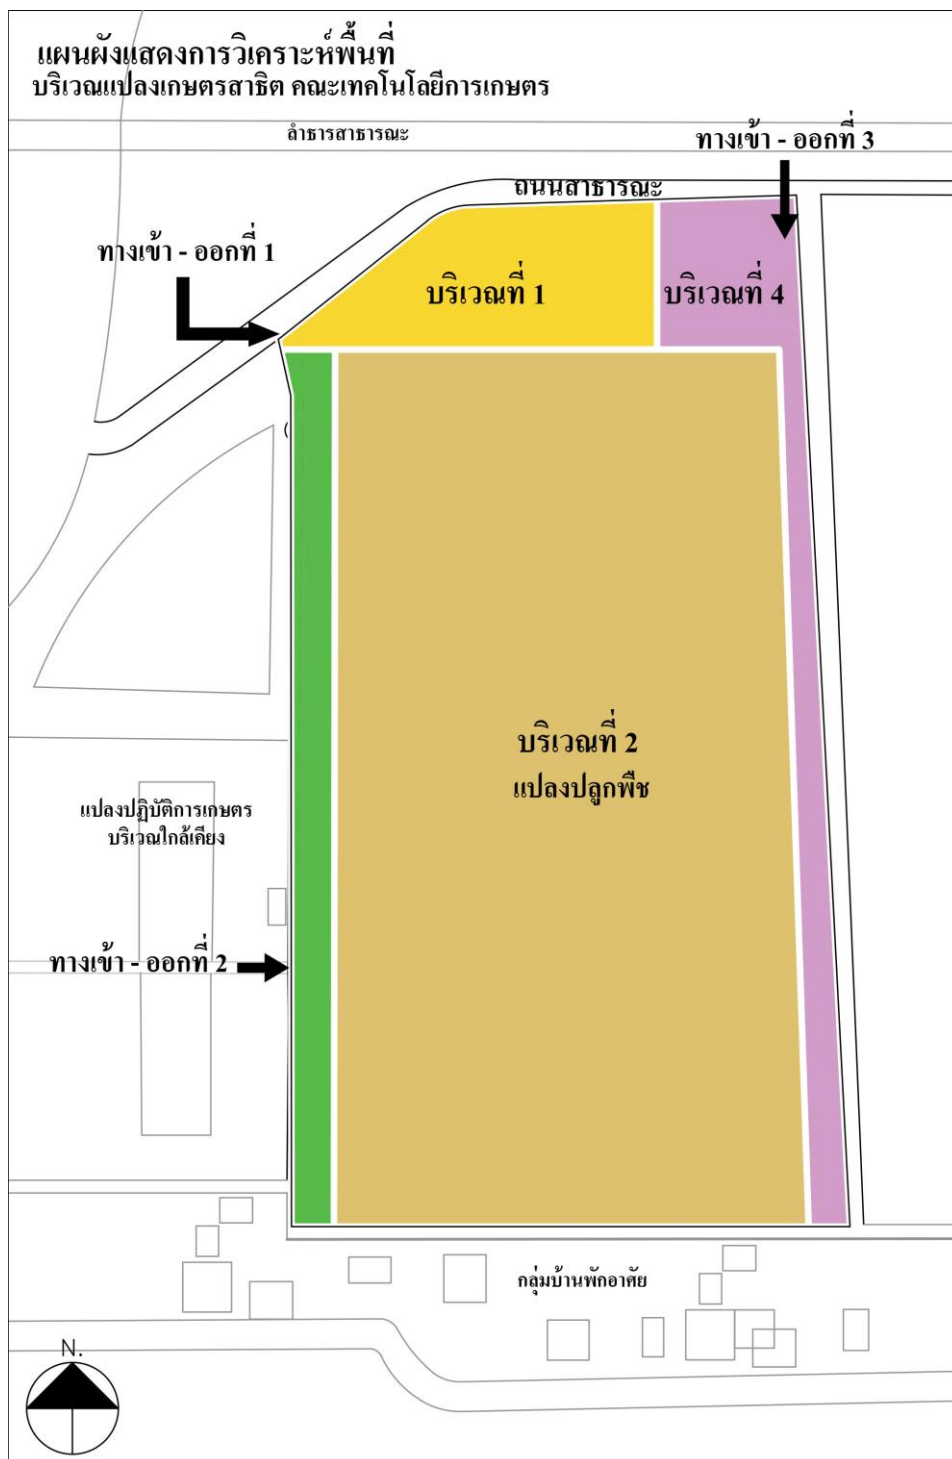 แผนผังแสดงการวิเคราะห์พื้นที่
บริเวณแปลงเกษตรสาธิต คณะเทคโนโลยีการเกษตร
ลำธารสาธารณะ
ทางเข้า - ออกที่ 3
ถนนสาธารณะ
ทางเข้า - ออกที่ 1
บริเวณที่ 1
บริเวณที่ 4
บริเวณที่ 2
แปลงปลูกพืช
แปลงปฏิบัติการเกษตร
บริเวณใกล้เคียง
ทางเข้า - ออกที่ 2
กลุ่มบ้านพักอาศัย
N.